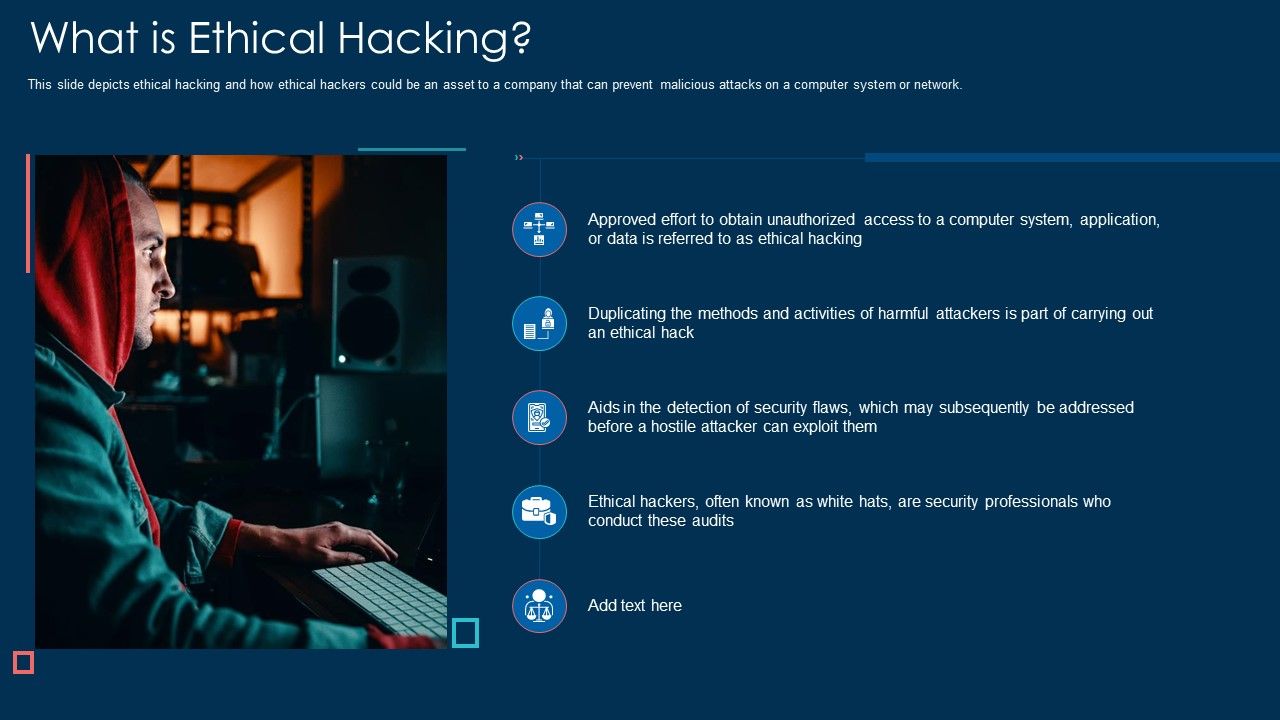 What is Ethical Hacking?
This slide depicts ethical hacking and how ethical hackers could be an asset to a company that can prevent malicious attacks on a computer system or network.
Approved effort to obtain unauthorized access to a computer system, application,
or data is referred to as ethical hacking
Duplicating the methods and activities of harmful attackers is part of carrying out
an ethical hack
Aids in the detection of security flaws, which may subsequently be addressed
before a hostile attacker can exploit them
Ethical hackers, often known as white hats, are security professionals who
conduct these audits
Add text here